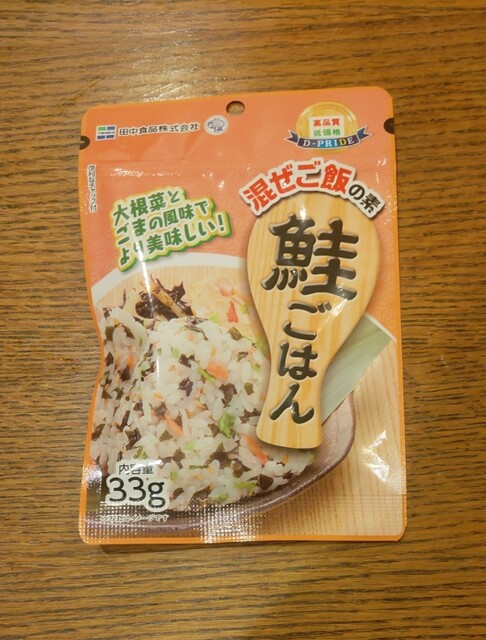 田中食品株式会社
高品質
低価格
D-PRIDE
混ぜご飯の素
大根菜と
ごまの風味で
より美味しい!
鮭ごはん
内容量
33g